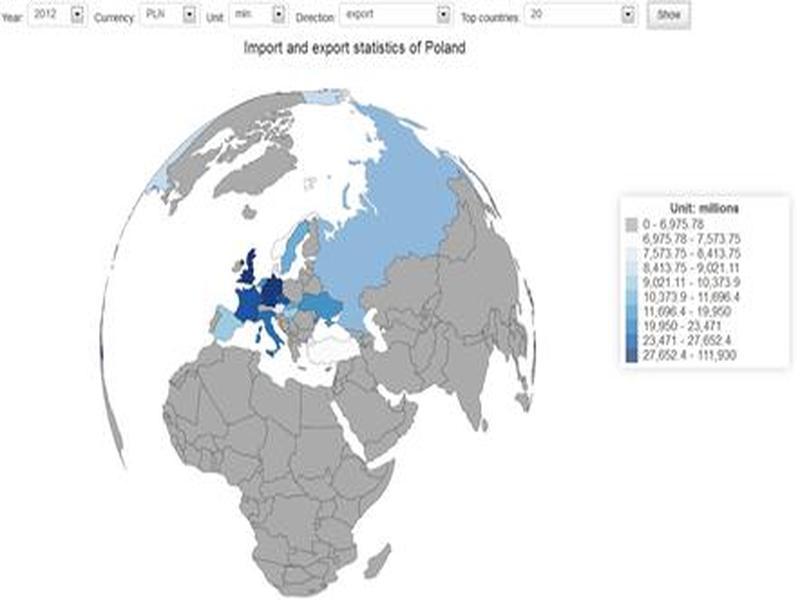 Year: 2012 Currency: PLN Unit: mln. Direction: export Top countries: 20 Show
Import and export statistics of Poland
Unit: millions
0 - 6,975.78
6,975.78 - 7,573.75
7,573.75 - 8,413.75
8,413.75 - 9,021.11
9,021.11 - 10,373.9
10,373.9 - 11,696.4
11,696.4 - 19,950
19,950 - 23,471
23,471 - 27,652.4
27,652.4 - 111,930